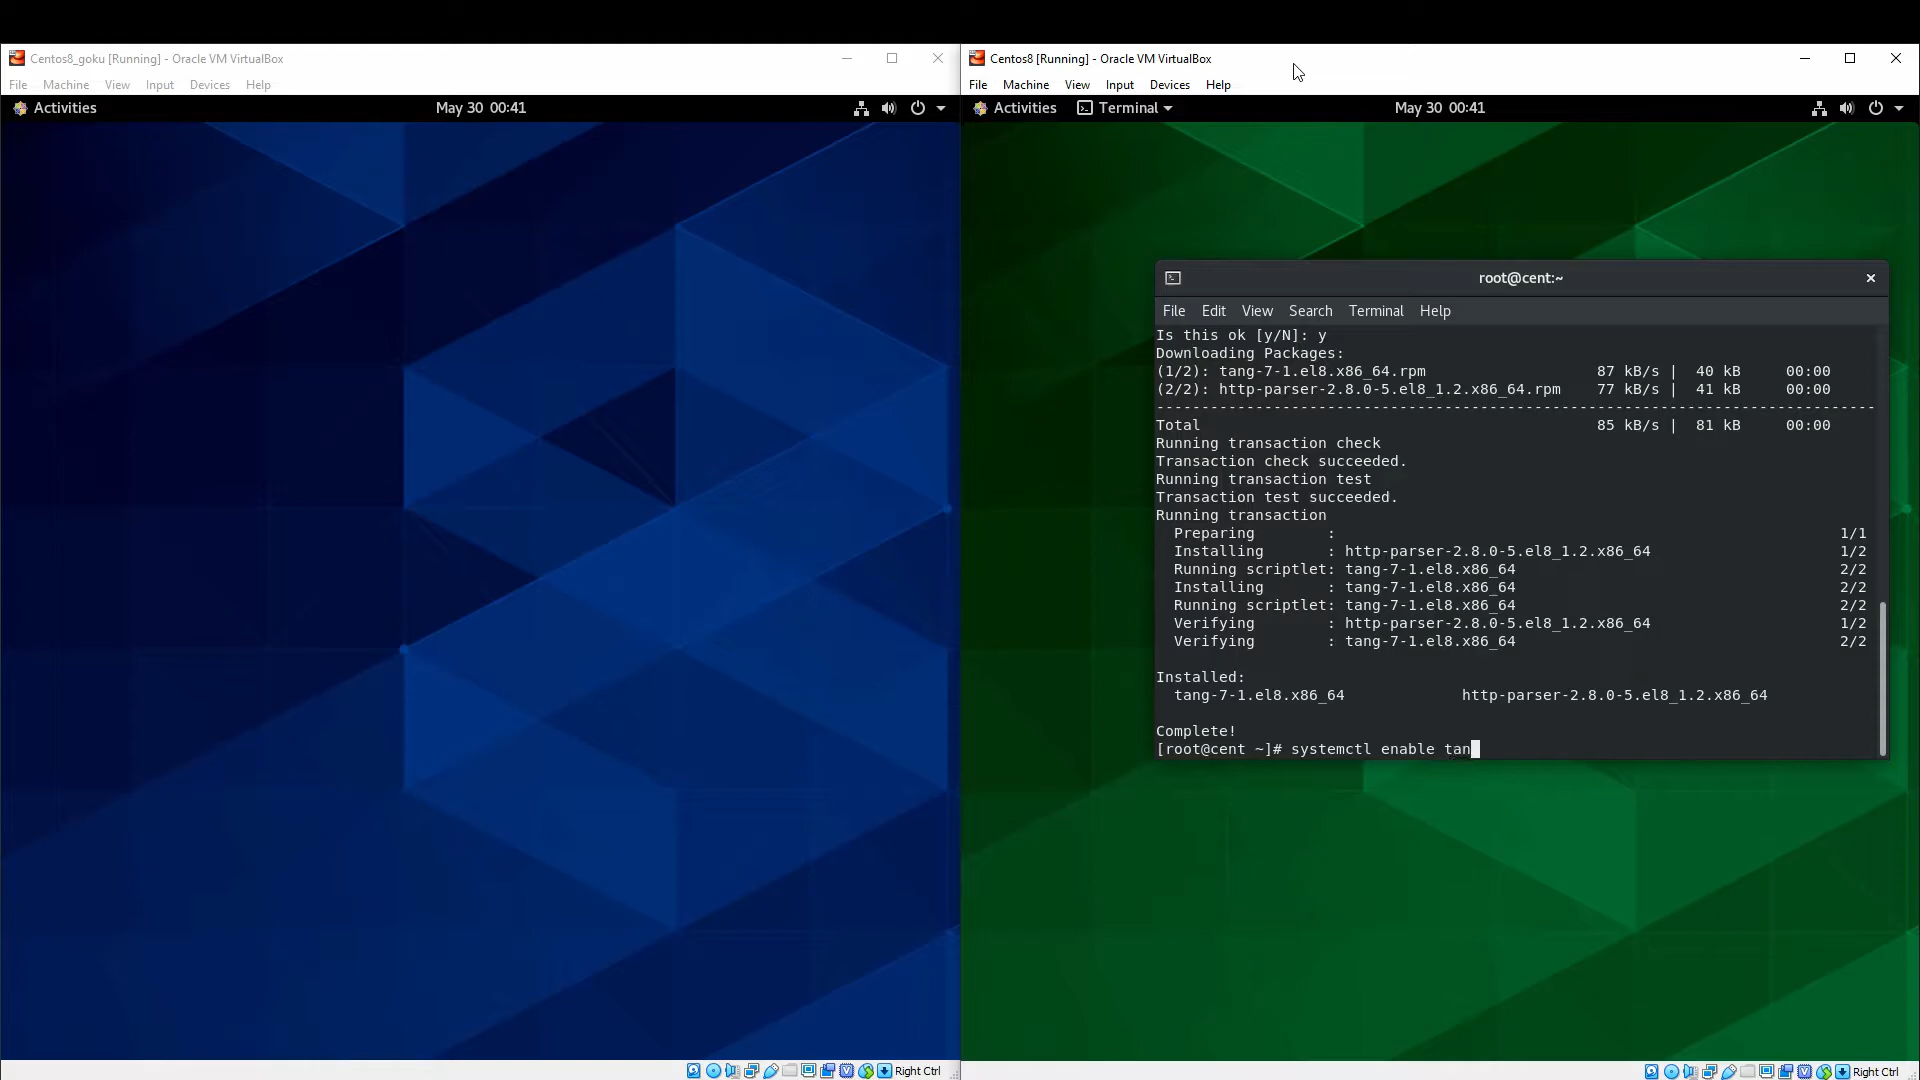 Centos8_goku [Running] - Oracle VM VirtualBox
File Machine View Input Devices Help
Activities May 30 00:41
Right Ctrl
Centos8 [Running] - Oracle VM VirtualBox
File Machine View Input Devices Help
Activities Terminal May 30 00:41
root@cent:~
File Edit View Search Terminal Help
Is this ok [y/N]: y
Downloading Packages:
(1/2): tang-7-1.el8.x86_64.rpm 87 kB/s | 40 kB 00:00
(2/2): http-parser-2.8.0-5.el8_1.2.x86_64.rpm 77 kB/s | 41 kB 00:00
--------------------------------------------------------------------------------
Total 85 kB/s | 81 kB 00:00
Running transaction check
Transaction check succeeded.
Running transaction test
Transaction test succeeded.
Running transaction
Preparing : 1/1
Installing : http-parser-2.8.0-5.el8_1.2.x86_64 1/2
Running scriptlet: tang-7-1.el8.x86_64 2/2
Installing : tang-7-1.el8.x86_64 2/2
Running scriptlet: tang-7-1.el8.x86_64 2/2
Verifying : http-parser-2.8.0-5.el8_1.2.x86_64 1/2
Verifying : tang-7-1.el8.x86_64 2/2
Installed:
tang-7-1.el8.x86_64 http-parser-2.8.0-5.el8_1.2.x86_64
Complete!
[root@cent ~]# systemctl enable tan
Right Ctrl